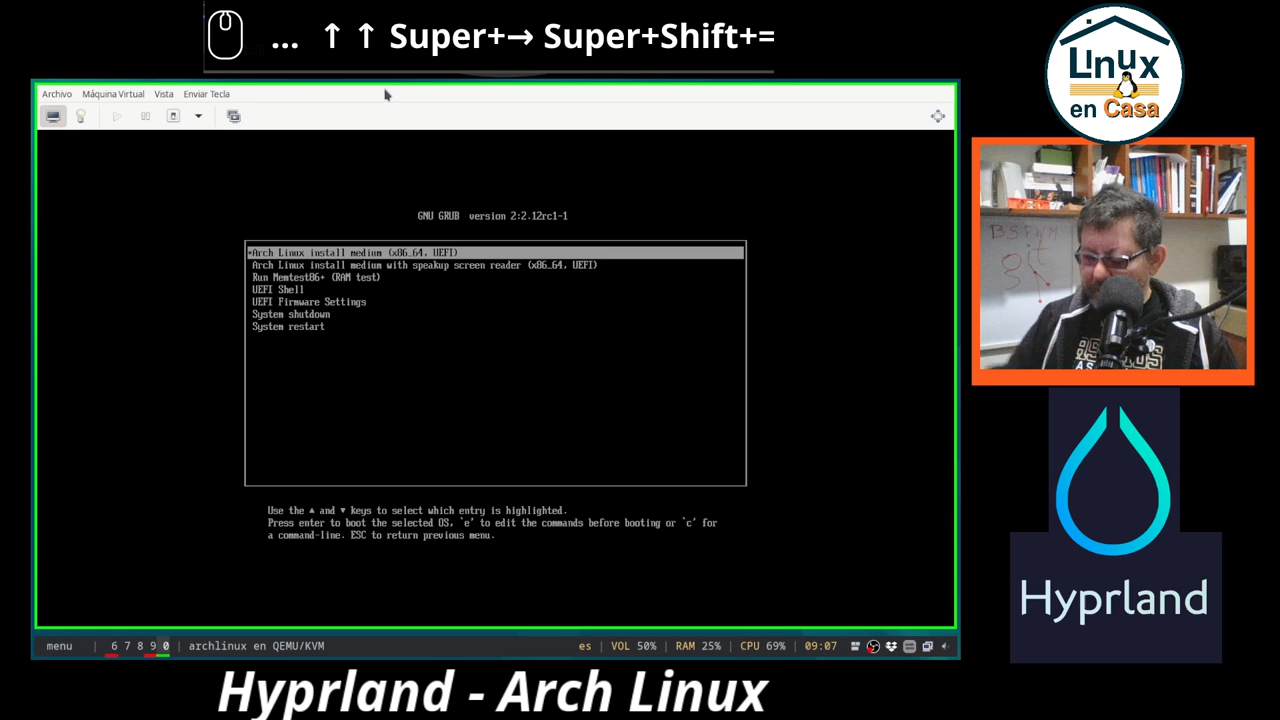 ... ↑ ↑ Super+→ Super+Shift+=
Linux
en Casa
Archivo Máquina Virtual Vista Enviar Tecla
GNU GRUB version 2:2.12rc1-1
*Arch Linux install medium (x86_64, UEFI)
Arch Linux install medium with speakup screen reader (x86_64, UEFI)
Run Memtest86+ (RAM test)
UEFI Shell
UEFI Firmware Settings
System shutdown
System restart
Use the ▲ and ▼ keys to select which entry is highlighted.
Press enter to boot the selected OS, `e' to edit the commands before booting or `c' for
a command-line. ESC to return previous menu.
BSPWM
Hyprland
menu | 6 7 8 9 0 | archlinux en QEMU/KVM
es | VOL 50% | RAM 25% | CPU 69% | 09:07
Hyprland - Arch Linux